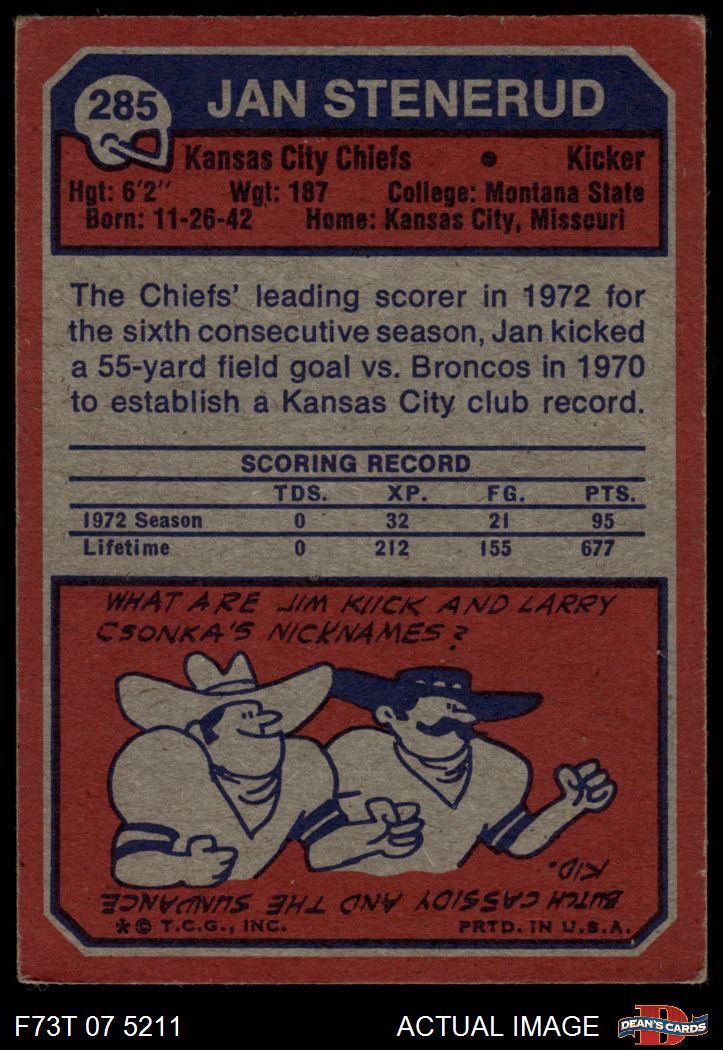 285 JAN STENERUD
Kansas City Chiefs • Kicker
Hgt: 6'2" Wgt: 187 College: Montana State
Born: 11-26-42 Home: Kansas City, Missouri
The Chiefs' leading scorer in 1972 for
the sixth consecutive season, Jan kicked
a 55-yard field goal vs. Broncos in 1970
to establish a Kansas City club record.
SCORING RECORD
TDS. XP. FG. PTS.
1972 Season 0 32 21 95
Lifetime 0 212 155 677
WHAT ARE JIM KIICK AND LARRY
CSONKA'S NICKNAMES?
BUTCH CASSIDY AND THE SUNDANCE
KID.
*© T.C.G., INC. PRTD. IN U.S.A.
F73T 07 5211 ACTUAL IMAGE D DEAN'S CARDS